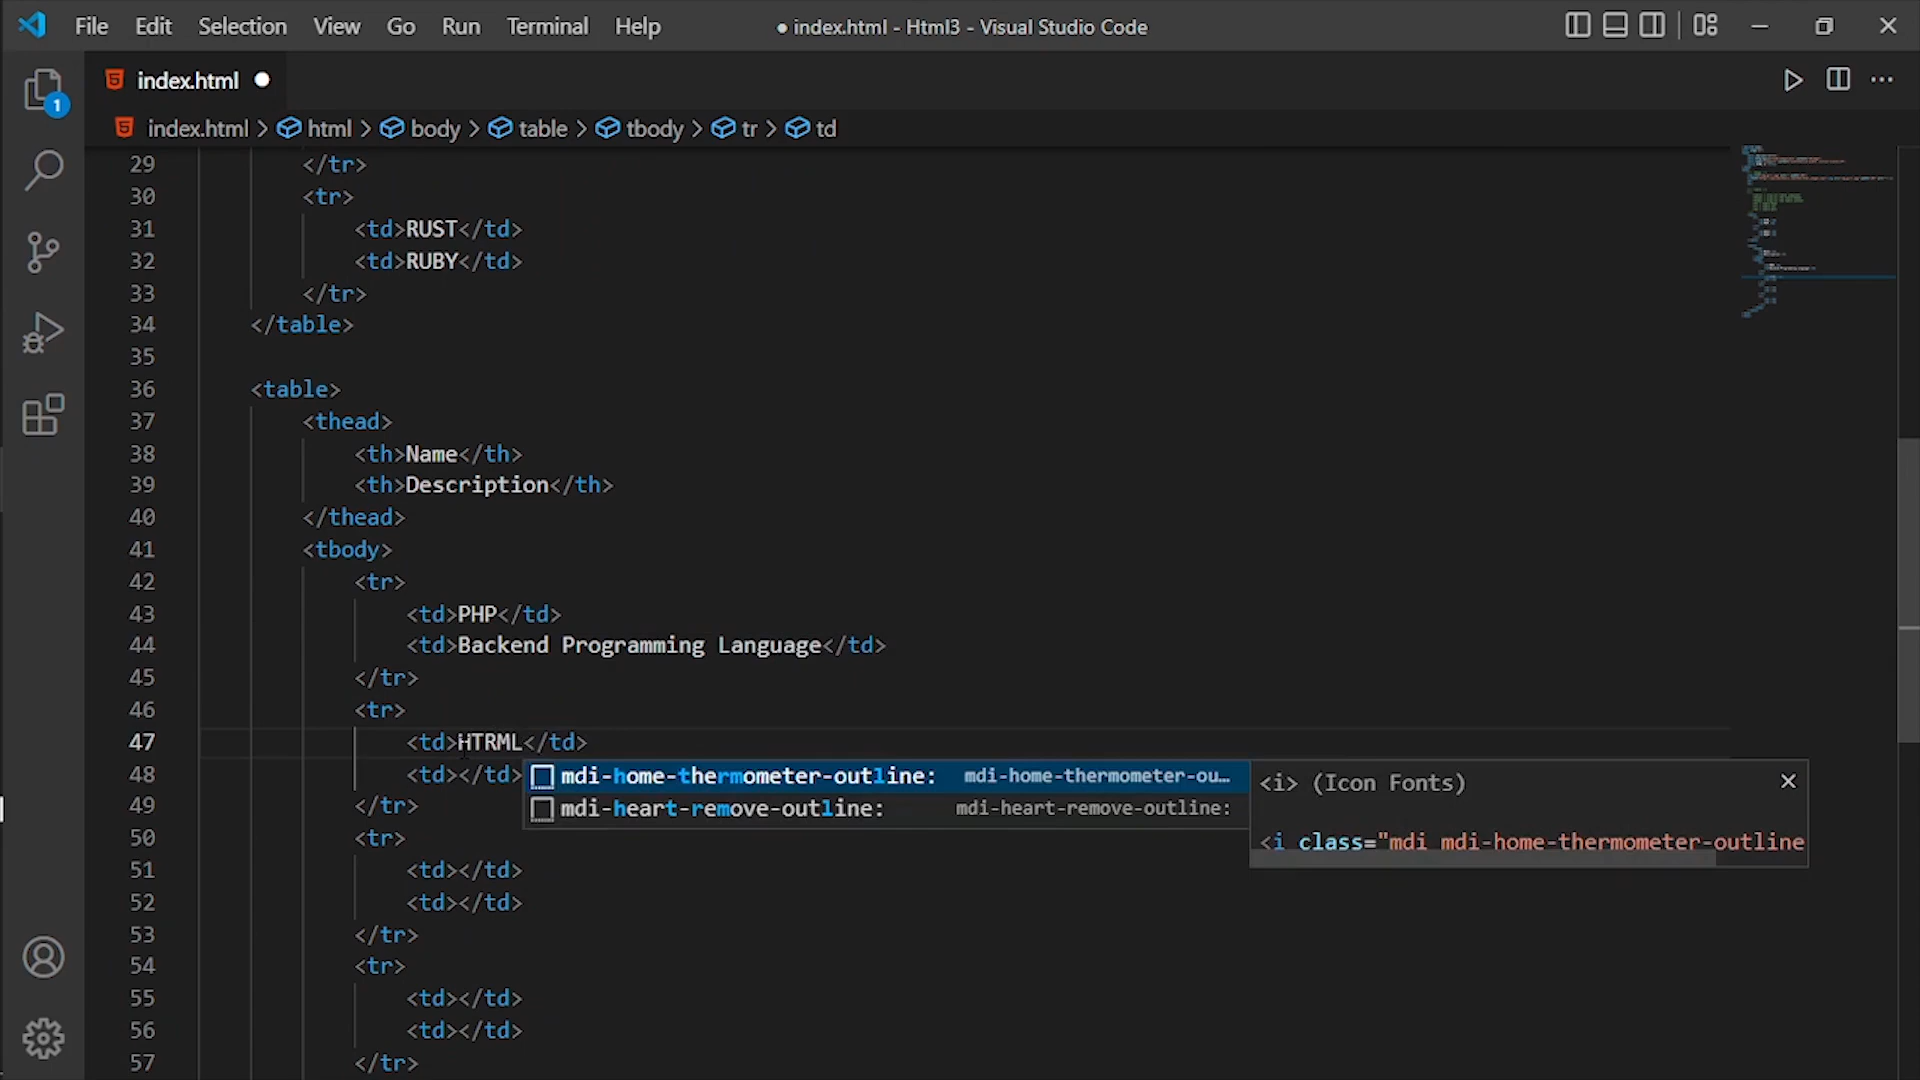 File Edit Selection View Go Run Terminal Help ● index.html - Html3 - Visual Studio Code
index.html
1
index.html > html > body > table > tbody > tr > td
29 </tr>
30 <tr>
31 <td>RUST</td>
32 <td>RUBY</td>
33 </tr>
34 </table>
35
36 <table>
37 <thead>
38 <th>Name</th>
39 <th>Description</th>
40 </thead>
41 <tbody>
42 <tr>
43 <td>PHP</td>
44 <td>Backend Programming Language</td>
45 </tr>
46 <tr>
47 <td>HTRML</td>
48 <td></td>
mdi-home-thermometer-outline: mdi-home-thermometer-ou…
<i> (Icon Fonts)
49 </tr>
mdi-heart-remove-outline: mdi-heart-remove-outline:
50 <tr>
<i class="mdi mdi-home-thermometer-outline
51 <td></td>
52 <td></td>
53 </tr>
54 <tr>
55 <td></td>
56 <td></td>
57 </tr>